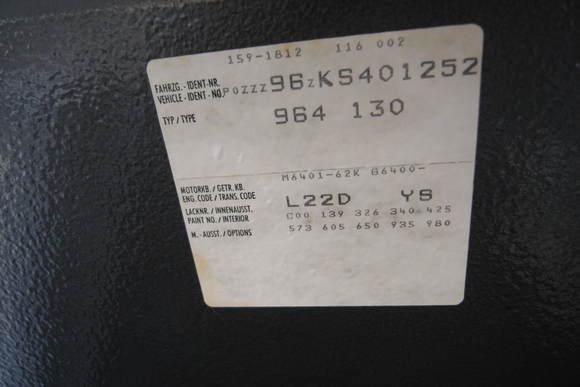 159-1812 116 002
FAHRZG.-IDENT-NR.
VEHICLE-IDENT-NO. POZZZ96ZKS401252
TYP / TYPE 964 130
M6401-62K G6400-
MOTORKB. / GETR. KB.
ENG. CODE / TRANS. CODE
L22D YS
LACKNR. / INNENAUSST.
PAINT NO. / INTERIOR
C00 139 326 340 425
573 605 650 935 980
M.-AUSST. / OPTIONS